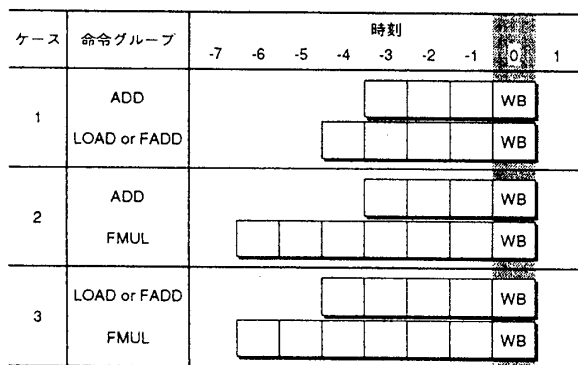 ケース 命令グループ 時刻
-7 -6 -5 -4 -3 -2 -1 0 1
1 ADD WB
LOAD or FADD WB
2 ADD WB
FMUL WB
3 LOAD or FADD WB
FMUL WB